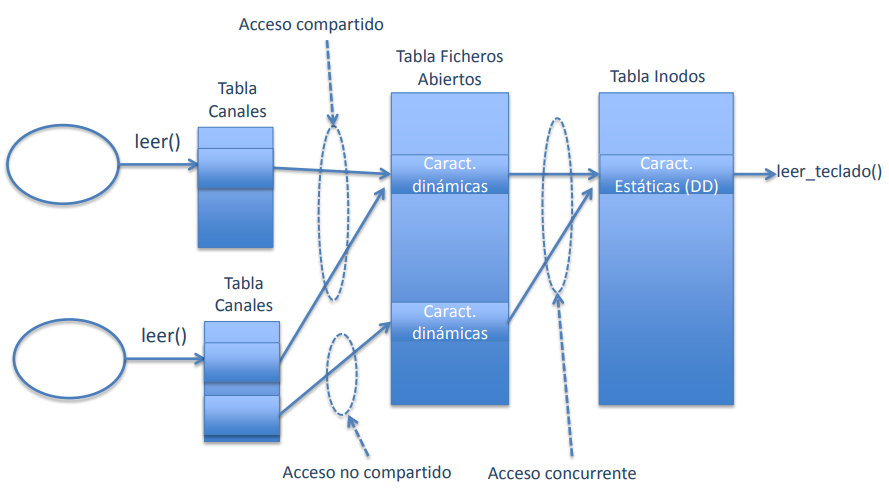 Acceso compartido
Tabla Ficheros
Abiertos
Tabla Inodos
Tabla
Canales
leer()
Caract.
dinámicas
Caract.
Estáticas (DD)
leer_teclado()
Tabla
Canales
leer()
Caract.
dinámicas
Acceso no compartido
Acceso concurrente